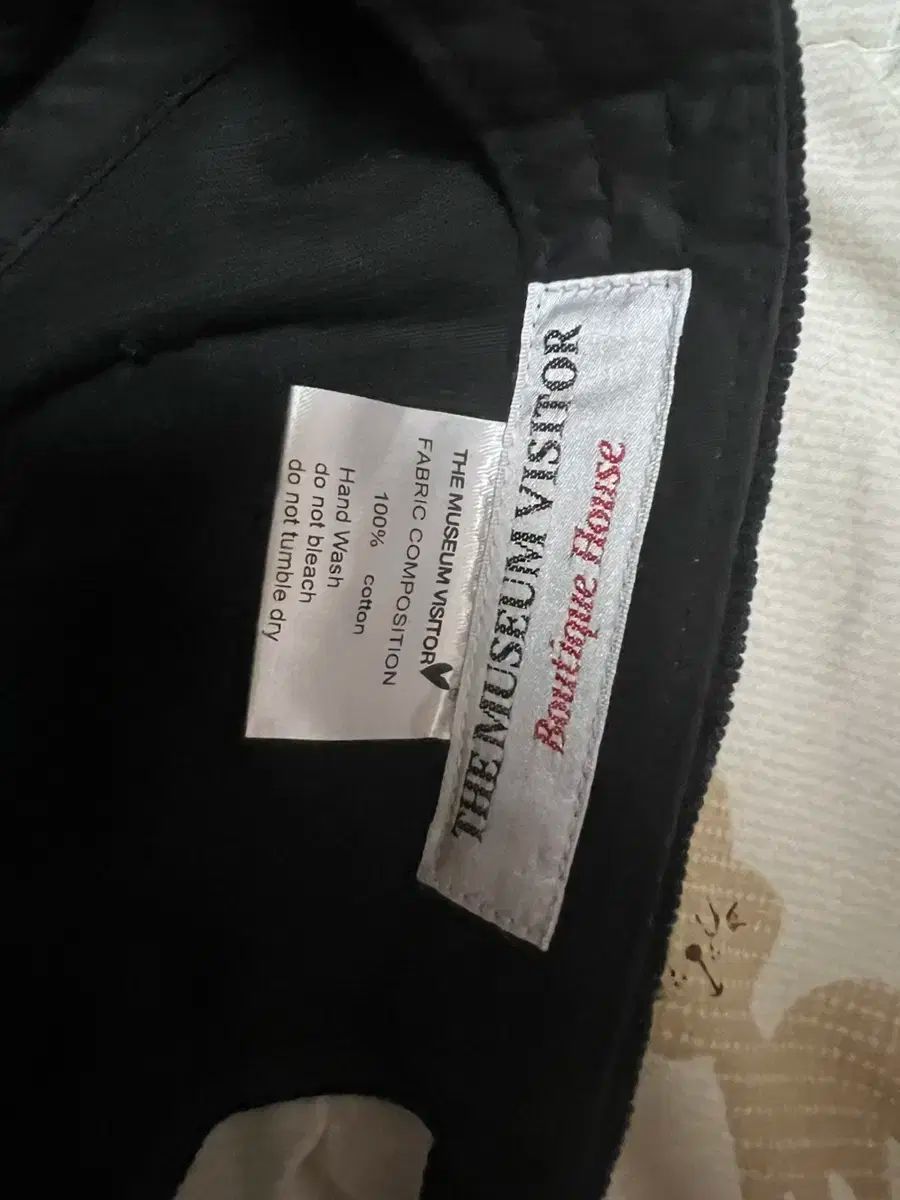 THE MUSEUM VISITOR
Boutique House
THE MUSEUM VISITOR
FABRIC COMPOSITION
100% cotton
Hand Wash
do not bleach
do not tumble dry